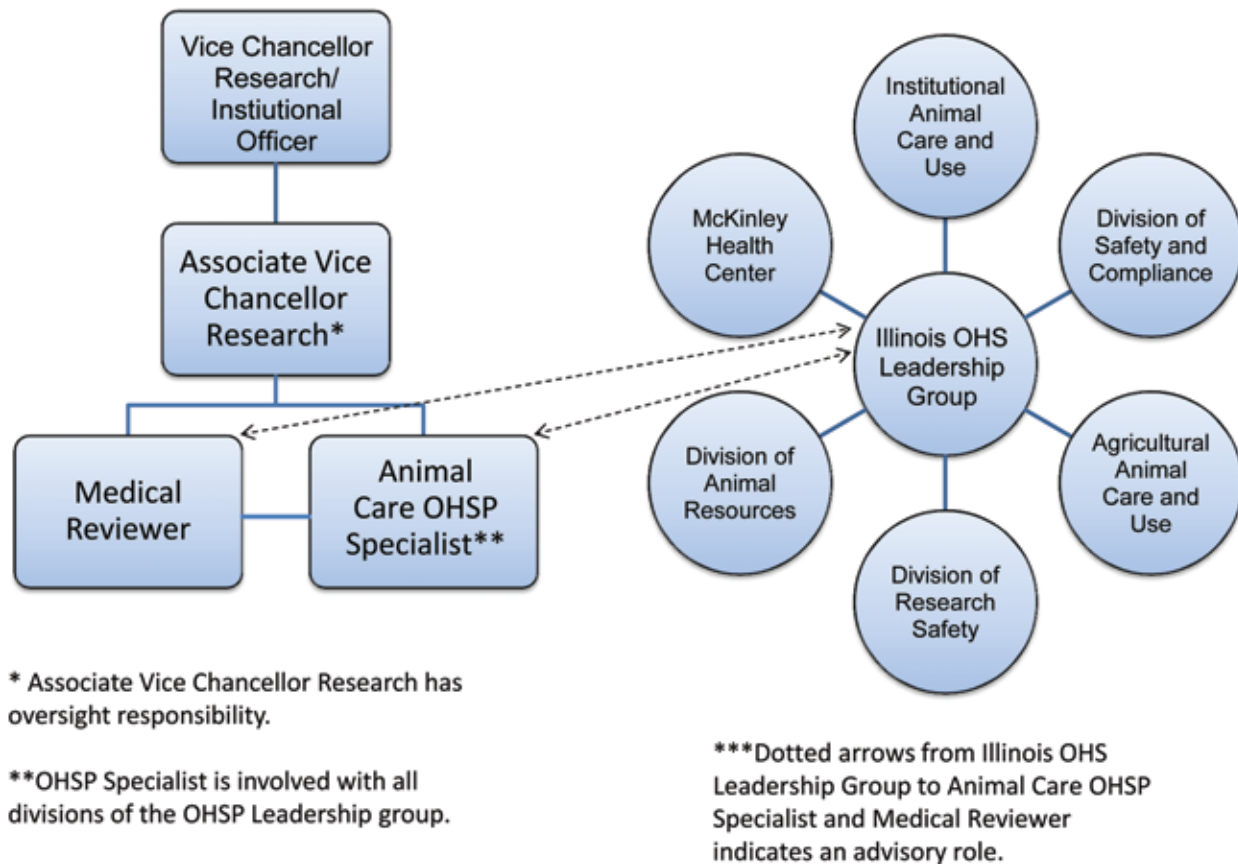 Vice Chancellor
Research/
Instiutional
Officer
Associate Vice
Chancellor
Research*
Medical
Reviewer
Animal
Care OHSP
Specialist**
Institutional
Animal
Care and
Use
McKinley
Health
Center
Division of
Safety and
Compliance
Illinois OHS
Leadership
Group
Division of
Animal
Resources
Agricultural
Animal
Care and
Use
Division of
Research
Safety
* Associate Vice Chancellor Research has
oversight responsibility.
**OHSP Specialist is involved with all
divisions of the OHSP Leadership group.
***Dotted arrows from Illinois OHS
Leadership Group to Animal Care OHSP
Specialist and Medical Reviewer
indicates an advisory role.